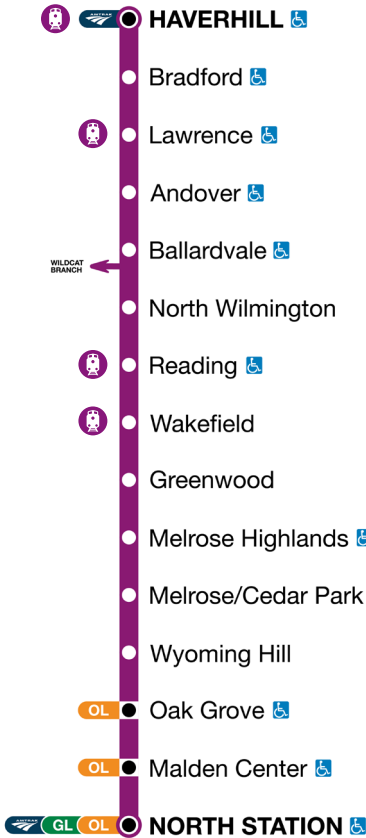 AMTRAK HAVERHILL
Bradford
Lawrence
Andover
Ballardvale
WILDCAT
BRANCH
North Wilmington
Reading
Wakefield
Greenwood
Melrose Highlands
Melrose/Cedar Park
Wyoming Hill
OL Oak Grove
OL Malden Center
AMTRAK GL OL NORTH STATION